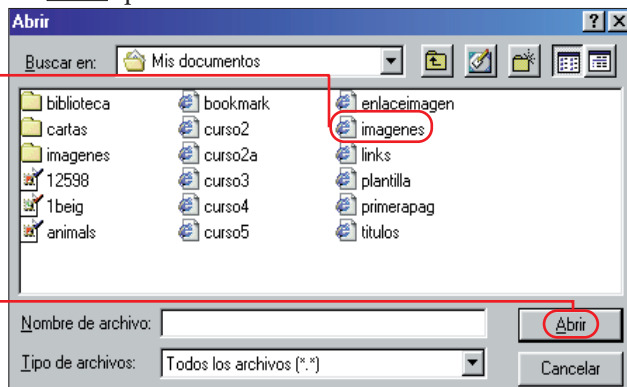 Abrir
Buscar en: Mis documentos
biblioteca bookmark enlaceimagen
cartas curso2 imagenes
imagenes curso2a links
12598 curso3 plantilla
1beig curso4 primerapag
animals curso5 titulos
Nombre de archivo: Abrir
Tipo de archivos: Todos los archivos (*.*) Cancelar